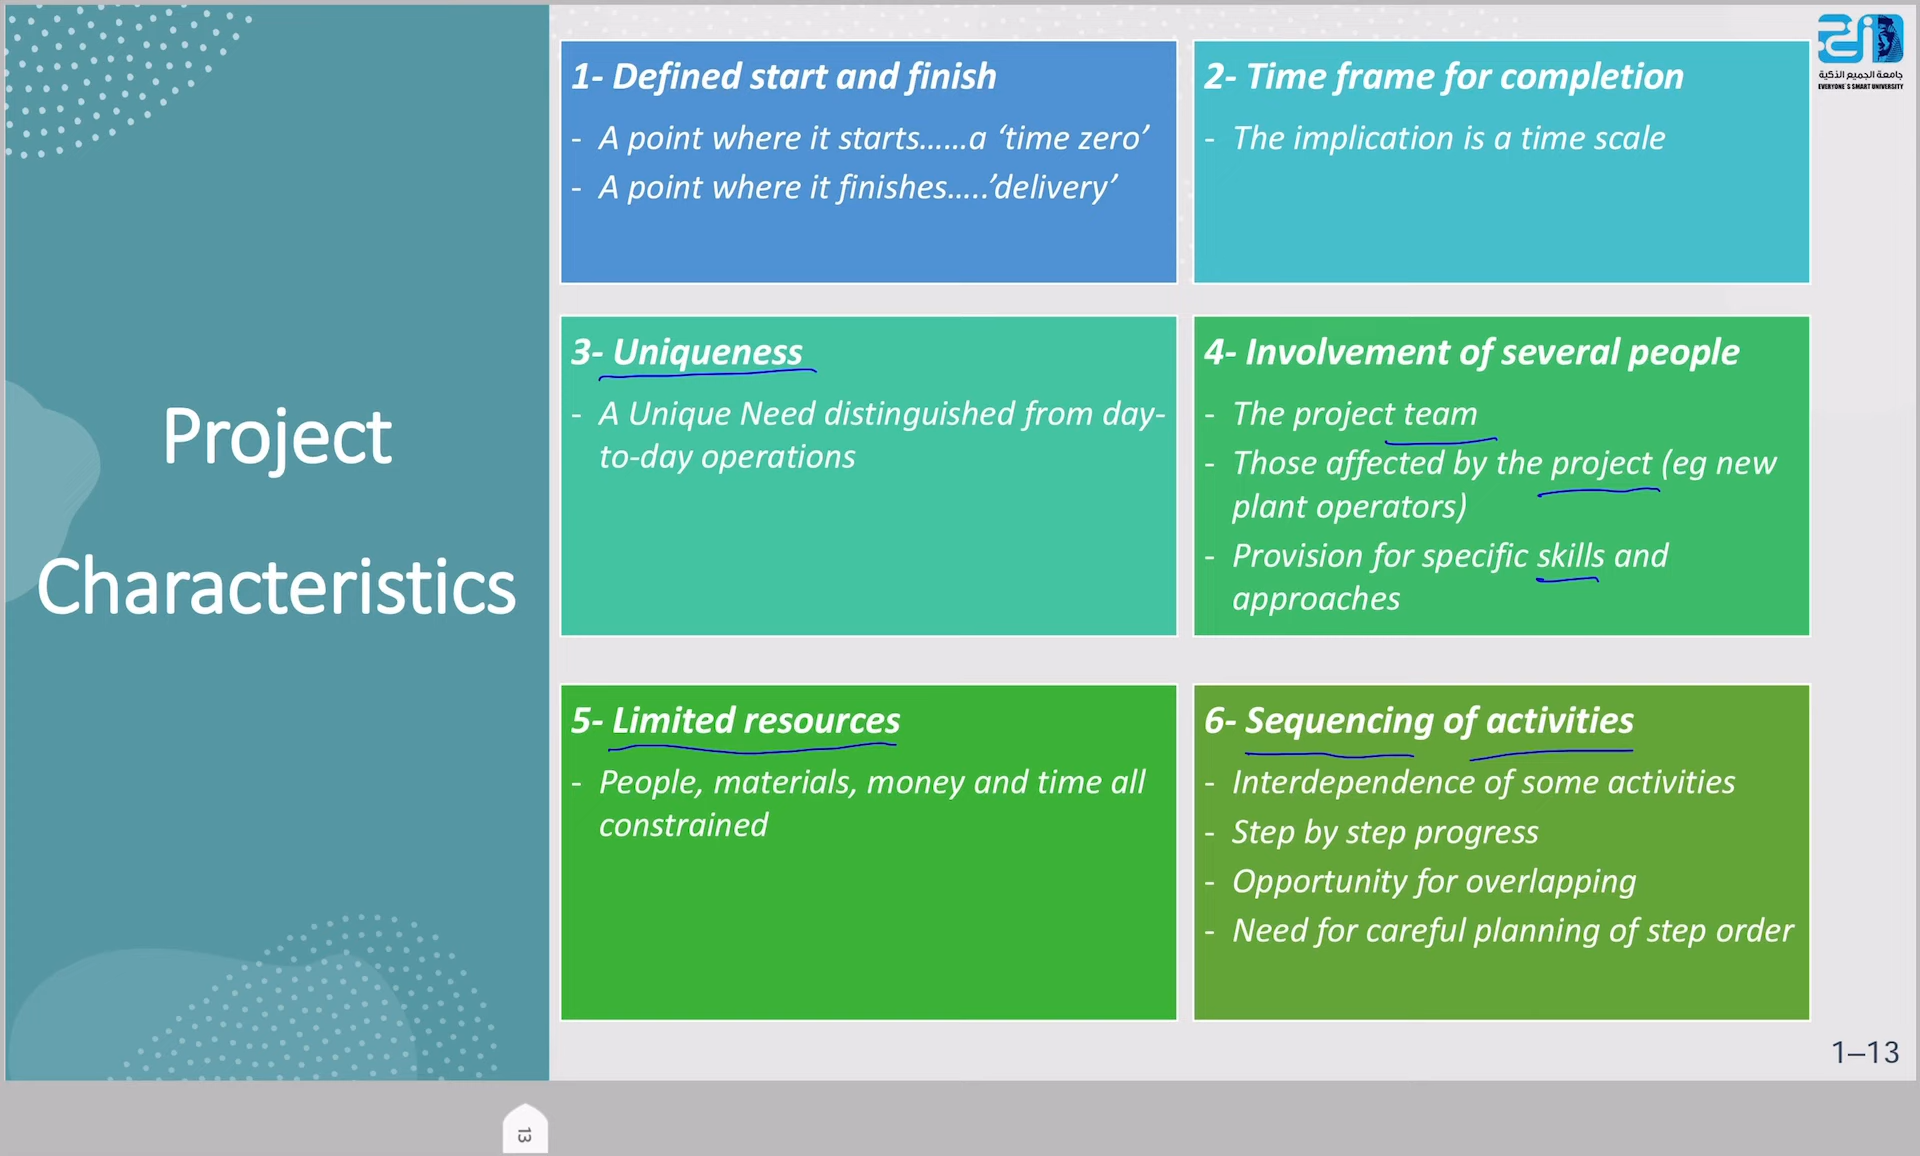 Project
Characteristics
1- Defined start and finish
- A point where it starts......a ‘time zero’
- A point where it finishes.....’delivery’
2- Time frame for completion
- The implication is a time scale
3- Uniqueness
- A Unique Need distinguished from day-
to-day operations
4- Involvement of several people
- The project team
- Those affected by the project (eg new
plant operators)
- Provision for specific skills and
approaches
5- Limited resources
- People, materials, money and time all
constrained
6- Sequencing of activities
- Interdependence of some activities
- Step by step progress
- Opportunity for overlapping
- Need for careful planning of step order
جامعة الجميع الذكية
EVERYONE'S SMART UNIVERSITY
1–13
13